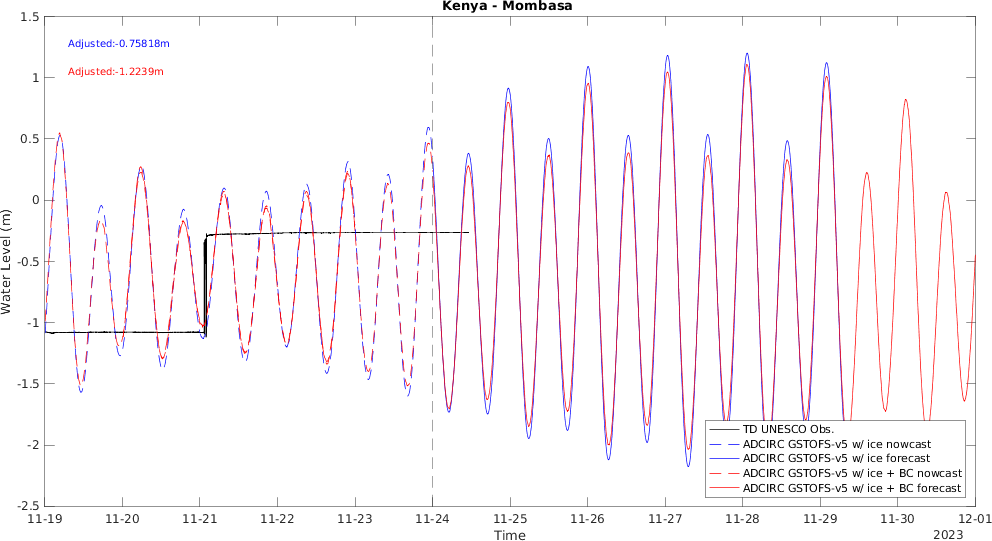 Kenya - Mombasa
Adjusted:-0.75818m
Adjusted:-1.2239m
Water Level (m)
1.5
1
0.5
0
-0.5
-1
-1.5
-2
-2.5
TD UNESCO Obs.
ADCIRC GSTOFS-v5 w/ ice nowcast
ADCIRC GSTOFS-v5 w/ ice forecast
ADCIRC GSTOFS-v5 w/ ice + BC nowcast
ADCIRC GSTOFS-v5 w/ ice + BC forecast
11-19 11-20 11-21 11-22 11-23 11-24 11-25 11-26 11-27 11-28 11-29 11-30 12-01
Time
2023